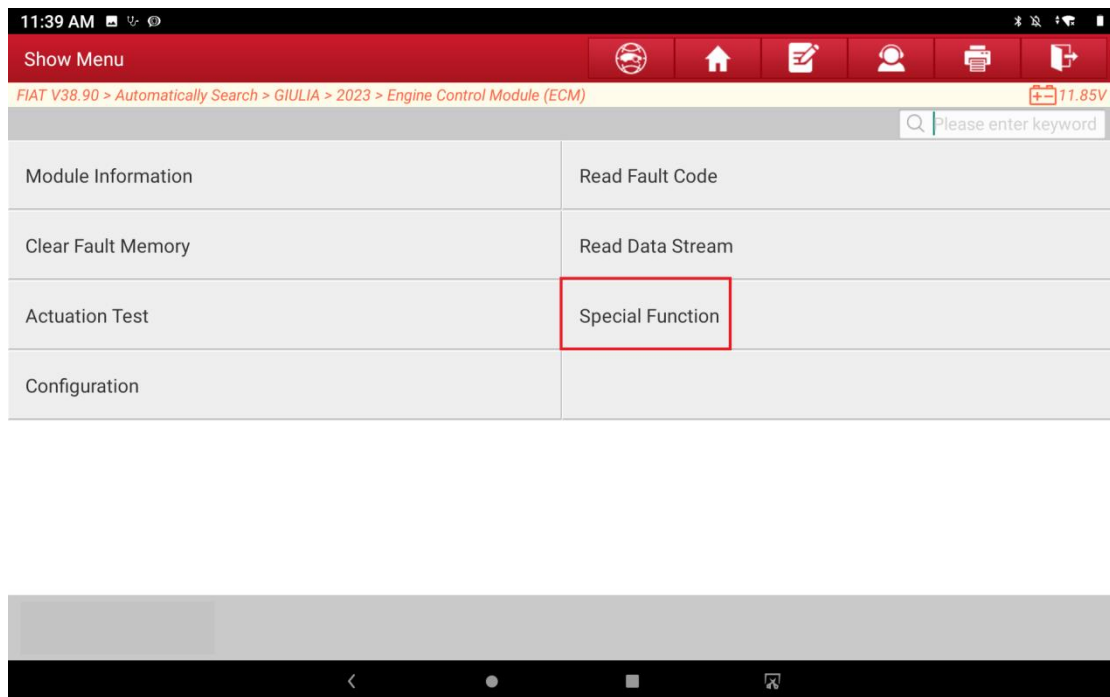 11:39 AM
Show Menu
FIAT V38.90 > Automatically Search > GIULIA > 2023 > Engine Control Module (ECM)
11.85V
Please enter keyword
Module Information
Read Fault Code
Clear Fault Memory
Read Data Stream
Actuation Test
Special Function
Configuration